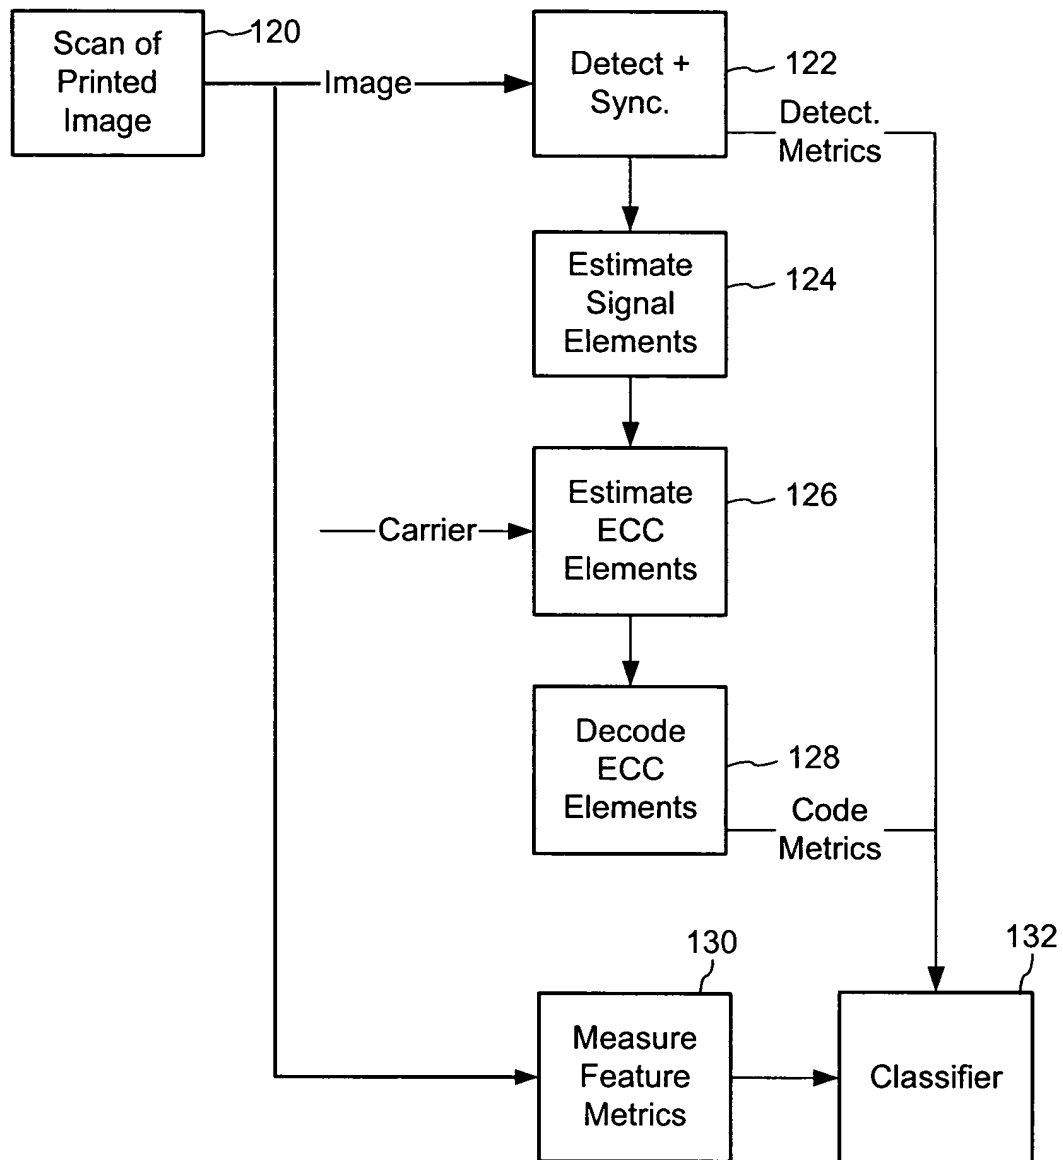 Scan of
Printed
Image
120
Image
Detect +
Sync.
122
Detect.
Metrics
Estimate
Signal
Elements
124
Carrier
Estimate
ECC
Elements
126
Decode
ECC
Elements
128
Code
Metrics
130
Measure
Feature
Metrics
132
Classifier